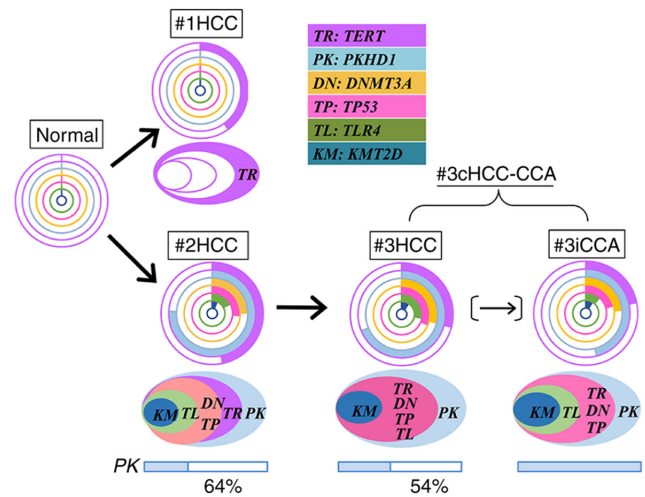 #1HCC
TR: TERT
PK: PKHD1
DN: DNMT3A
TP: TP53
TL: TLR4
KM: KMT2D
Normal
TR
#3cHCC-CCA
#2HCC
#3HCC
#3iCCA
KM TL DN TP TR PK
KM TR DN TP TL PK
KM TL TR DN TP PK
PK
64%
54%